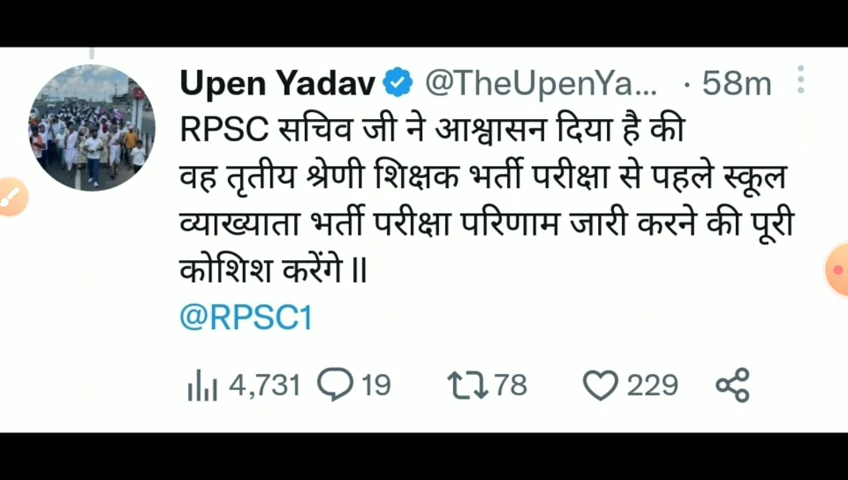 Upen Yadav @TheUpenYa... · 58m
RPSC सचिव जी ने आश्वासन दिया है की
वह तृतीय श्रेणी शिक्षक भर्ती परीक्षा से पहले स्कूल
व्याख्याता भर्ती परीक्षा परिणाम जारी करने की पूरी
कोशिश करेंगे ll
@RPSC1
4,731 19 78 229